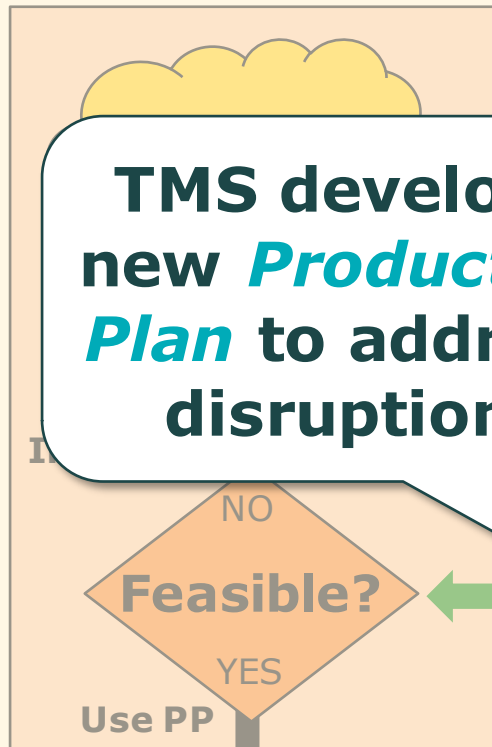 TMS develo
new Product
Plan to addr
disruption
NO
Feasible?
YES
Use PP